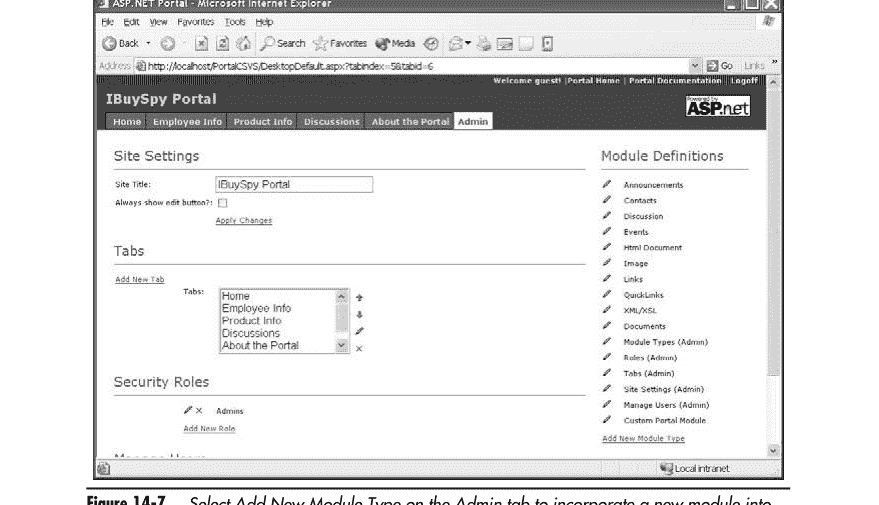 ASP.NET Portal - Microsoft Internet Explorer
File Edit View Favorites Tools Help
Back Search Favorites Media
Address http://localhost/PortalCSVS/DesktopDefault.aspx?tabindex=5&tabid=6 Go Links »
Welcome guest! | Portal Home | Portal Documentation | Logoff
IBuySpy Portal
Powered by
ASP.net
Home Employee Info Product Info Discussions About the Portal Admin
Site Settings
Site Title: IBuySpy Portal
Always show edit button?:
Apply Changes
Tabs
Add New Tab
Tabs:
Home
Employee Info
Product Info
Discussions
About the Portal
Security Roles
Admins
Add New Role
Manage Users
Module Definitions
Announcements
Contacts
Discussion
Events
Html Document
Image
Links
QuickLinks
XML/XSL
Documents
Module Types (Admin)
Roles (Admin)
Tabs (Admin)
Site Settings (Admin)
Manage Users (Admin)
Custom Portal Module
Add New Module Type
Local intranet
Figure 14-7 Select Add New Module Type on the Admin tab to incorporate a new module into